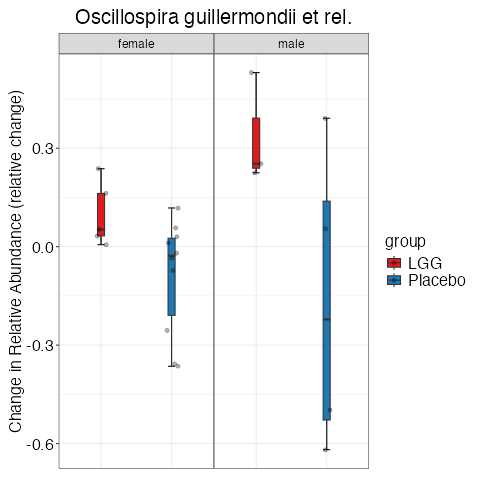 Oscillospira guillermondii et rel.
female
male
Change in Relative Abundance (relative change)
0.3
0.0
-0.3
-0.6
group
LGG
Placebo